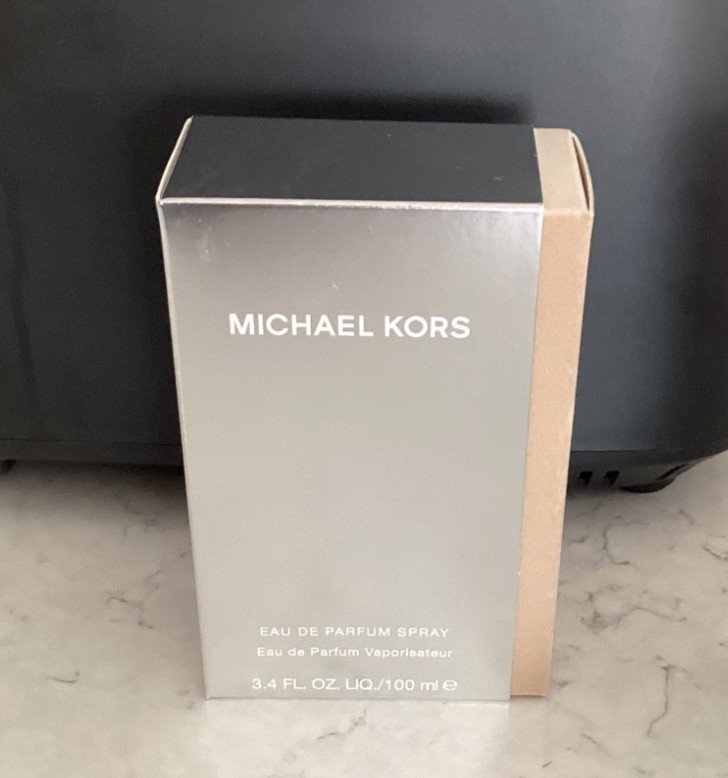 MICHAEL KORS
EAU DE PARFUM SPRAY
Eau de Parfum Vaporisateur
3.4 FL. OZ. LIQ./100 ml ℮